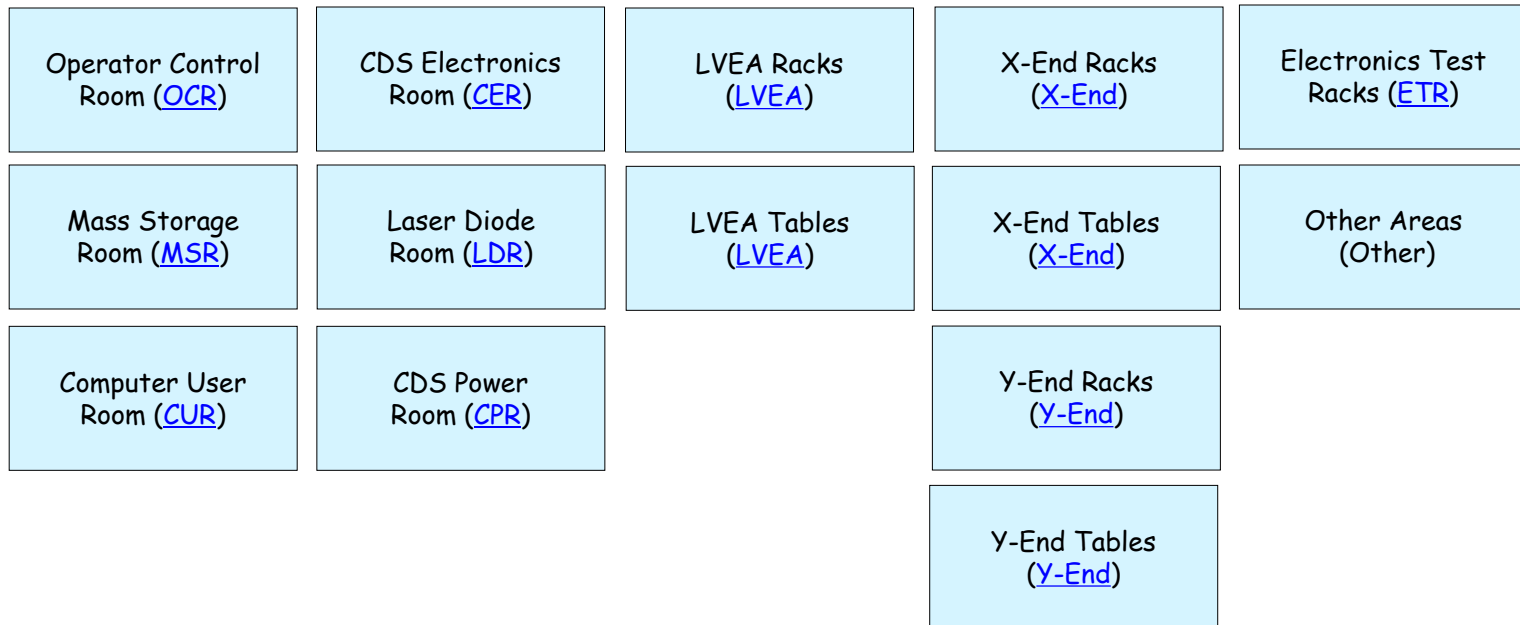 Operator Control
Room (OCR)
CDS Electronics
Room (CER)
LVEA Racks
(LVEA)
X-End Racks
(X-End)
Electronics Test
Racks (ETR)
Mass Storage
Room (MSR)
Laser Diode
Room (LDR)
LVEA Tables
(LVEA)
X-End Tables
(X-End)
Other Areas
(Other)
Computer User
Room (CUR)
CDS Power
Room (CPR)
Y-End Racks
(Y-End)
Y-End Tables
(Y-End)